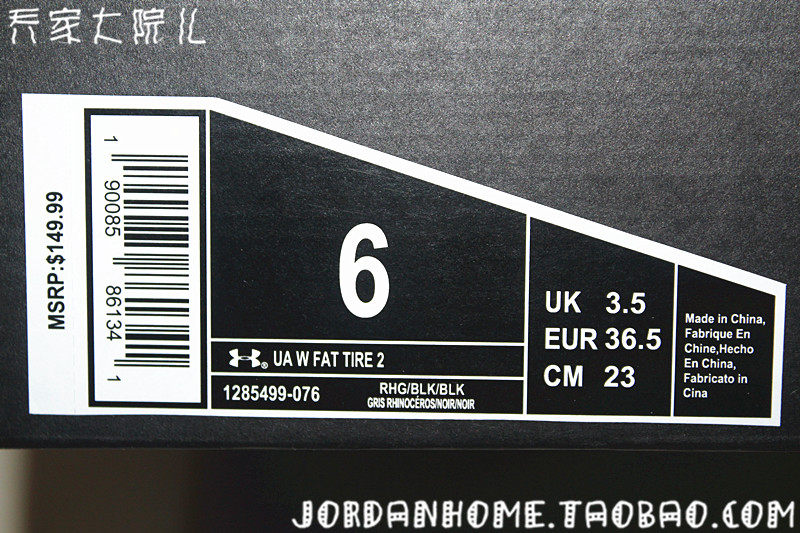 乔家大院儿
MSRP:$149.99
1 90085 86134 1
6
UA W FAT TIRE 2
1285499-076
RHG/BLK/BLK
GRIS RHINOCÉROS/NOIR/NOIR
UK 3.5
EUR 36.5
CM 23
Made in China,
Fabrique En
Chine,Hecho
En China,
Fabricato in
Cina
JORDANHOME.TAOBAO.COM